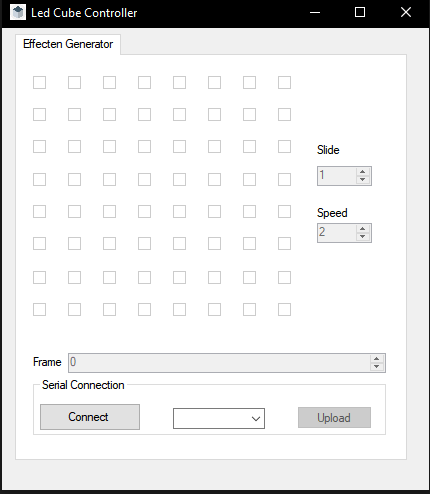 Led Cube Controller
Effecten Generator
Slide
1
Speed
2
Frame 0
Serial Connection
Connect
Upload